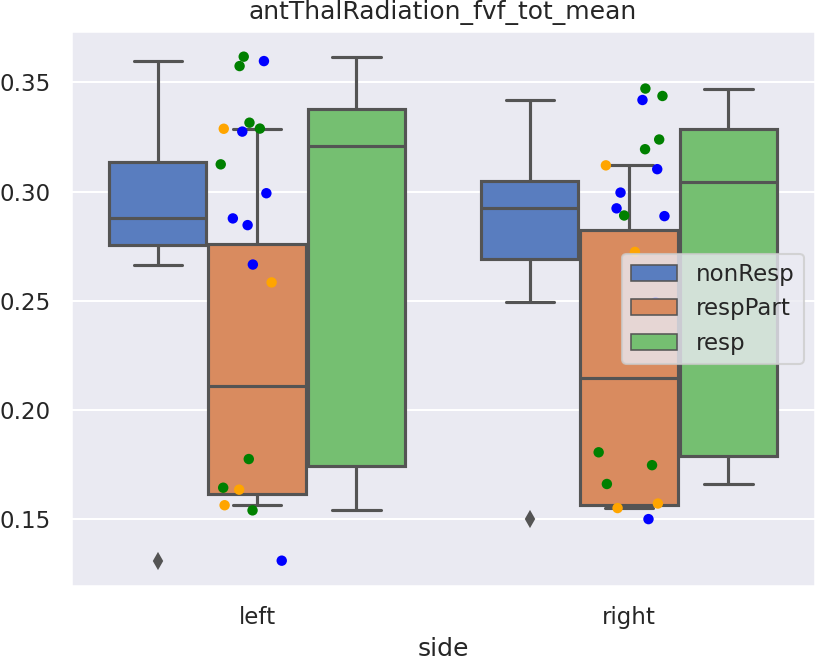 antThalRadiation_fvf_tot_mean
0.35
0.30
0.25
0.20
0.15
nonResp
respPart
resp
left right
side